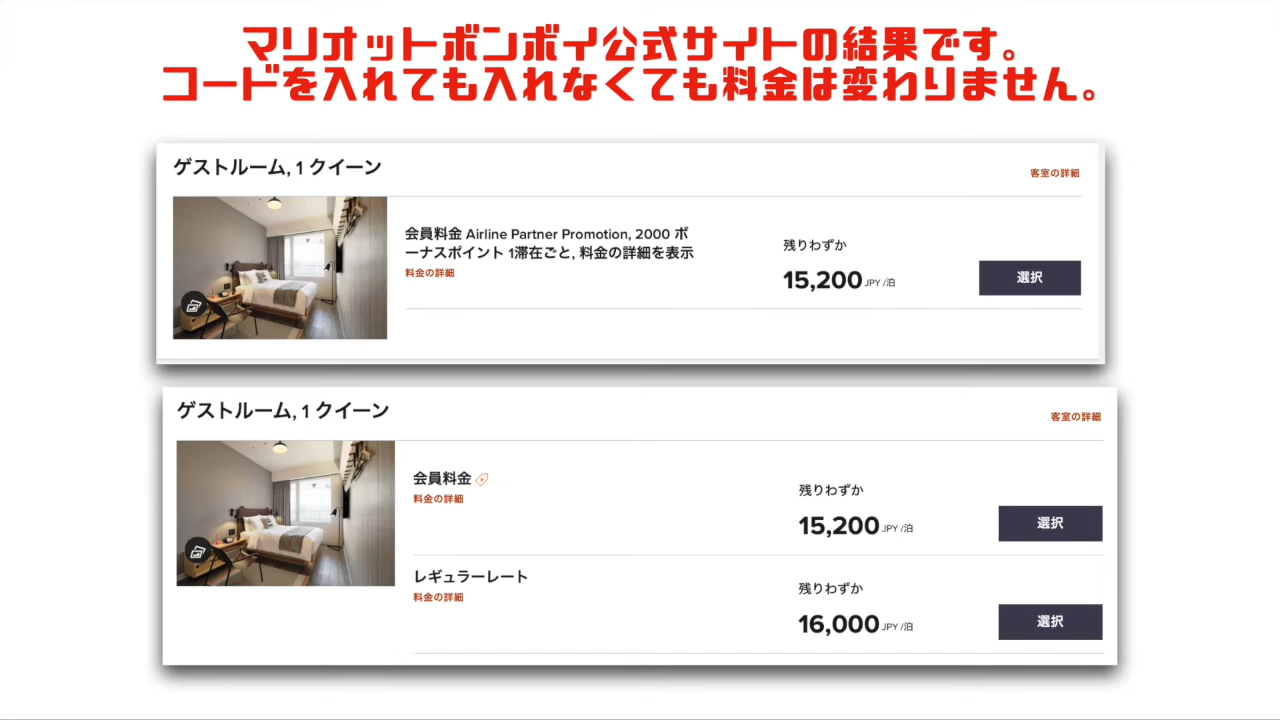 マリオットボンボイ公式サイトの結果です。
コードを入れても入れなくても料金は変わりません。
ゲストルーム, 1 クイーン
客室の詳細
会員料金 Airline Partner Promotion, 2000 ボ
ーナスポイント 1滞在ごと, 料金の詳細を表示
料金の詳細
残りわずか
15,200 JPY /泊
選択
ゲストルーム, 1 クイーン
客室の詳細
会員料金
料金の詳細
残りわずか
15,200 JPY /泊
選択
レギュラーレート
料金の詳細
残りわずか
16,000 JPY /泊
選択